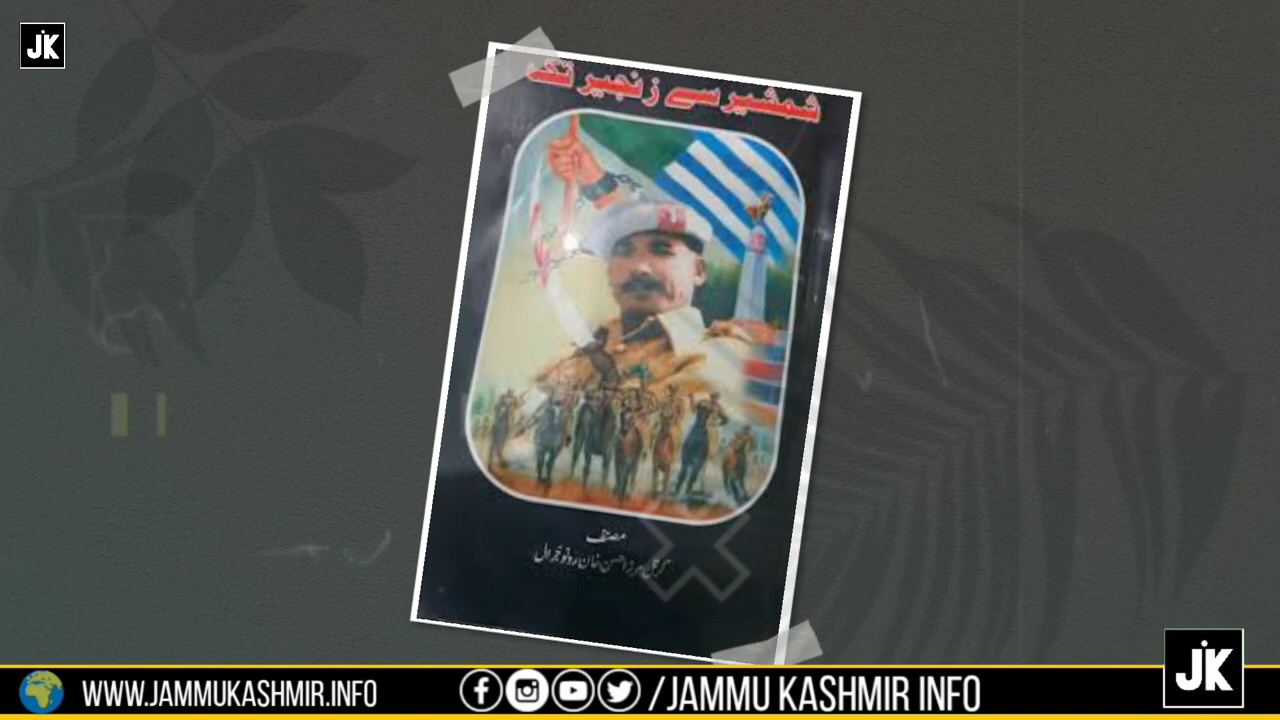 JK
شمشیر سے زنجیر تک
مصنف
کرنل مرزا حسن خان
WWW.JAMMUKASHMIR.INFO
/JAMMU KASHMIR INFO
JK